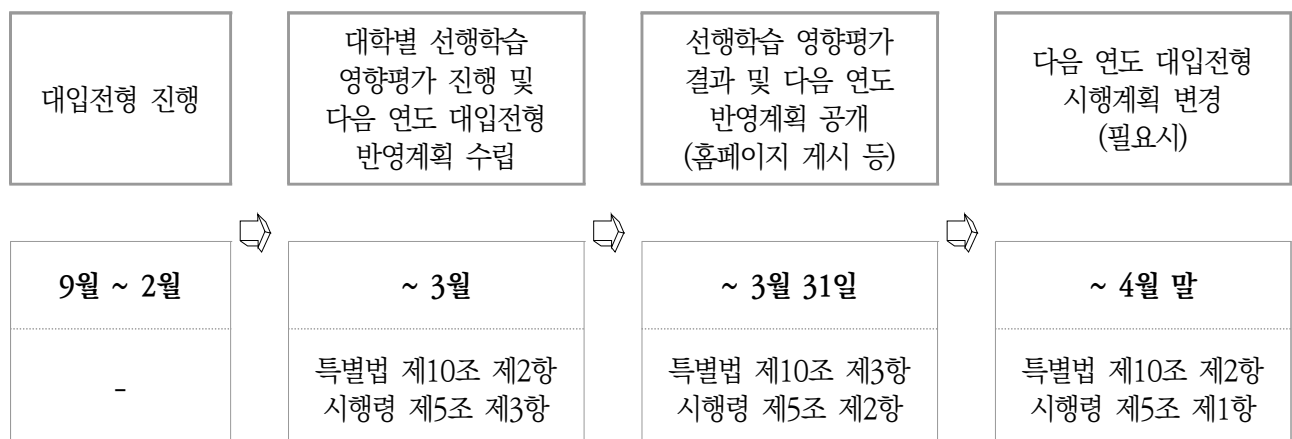 대입전형 진행
대학별 선행학습
영향평가 진행 및
다음 연도 대입전형
반영계획 수립
선행학습 영향평가
결과 및 다음 연도
반영계획 공개
(홈페이지 게시 등)
다음 연도 대입전형
시행계획 변경
(필요시)
9월 ~ 2월
~ 3월
~ 3월 31일
~ 4월 말
-
특별법 제10조 제2항
시행령 제5조 제3항
특별법 제10조 제3항
시행령 제5조 제2항
특별법 제10조 제2항
시행령 제5조 제1항